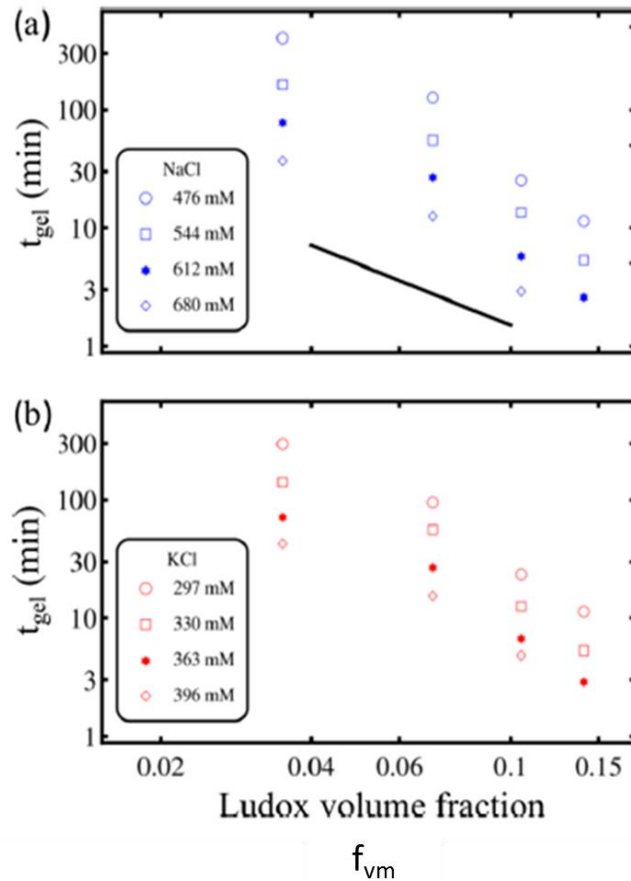 (a)
300
100
30
10
3
1
t_gel (min)
NaCl
476 mM
544 mM
612 mM
680 mM
(b)
300
100
30
10
3
1
t_gel (min)
KCl
297 mM
330 mM
363 mM
396 mM
0.02 0.04 0.06 0.1 0.15
Ludox volume fraction
f_vm